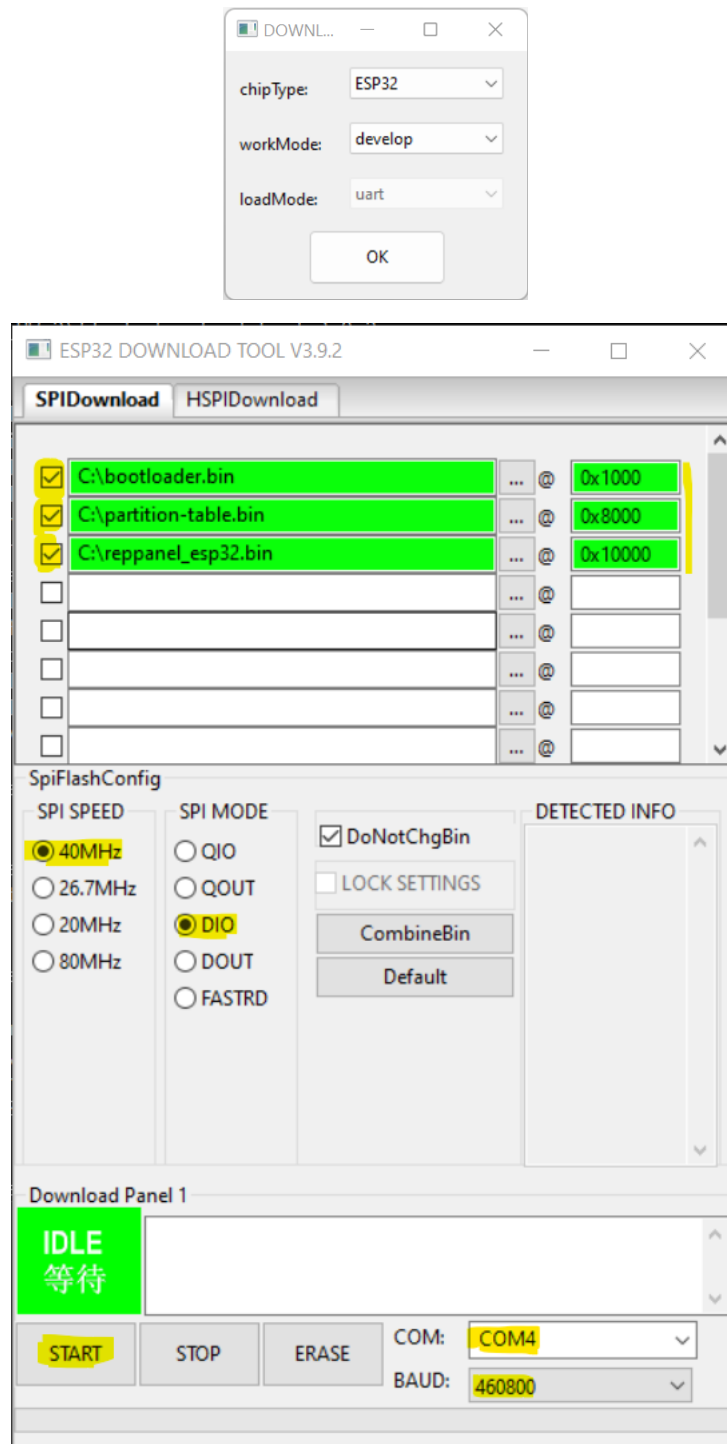 DOWNL...
chipType: ESP32
workMode: develop
loadMode: uart
OK
ESP32 DOWNLOAD TOOL V3.9.2
SPIDownload HSPIDownload
C:\bootloader.bin ... @ 0x1000
C:\partition-table.bin ... @ 0x8000
C:\reppanel_esp32.bin ... @ 0x10000
... @
... @
... @
... @
... @
SpiFlashConfig
SPI SPEED SPI MODE DETECTED INFO
40MHz QIO DoNotChgBin
26.7MHz QOUT LOCK SETTINGS
20MHz DIO CombineBin
80MHz DOUT Default
FASTRD
Download Panel 1
IDLE
等待
START STOP ERASE COM: COM4
BAUD: 460800